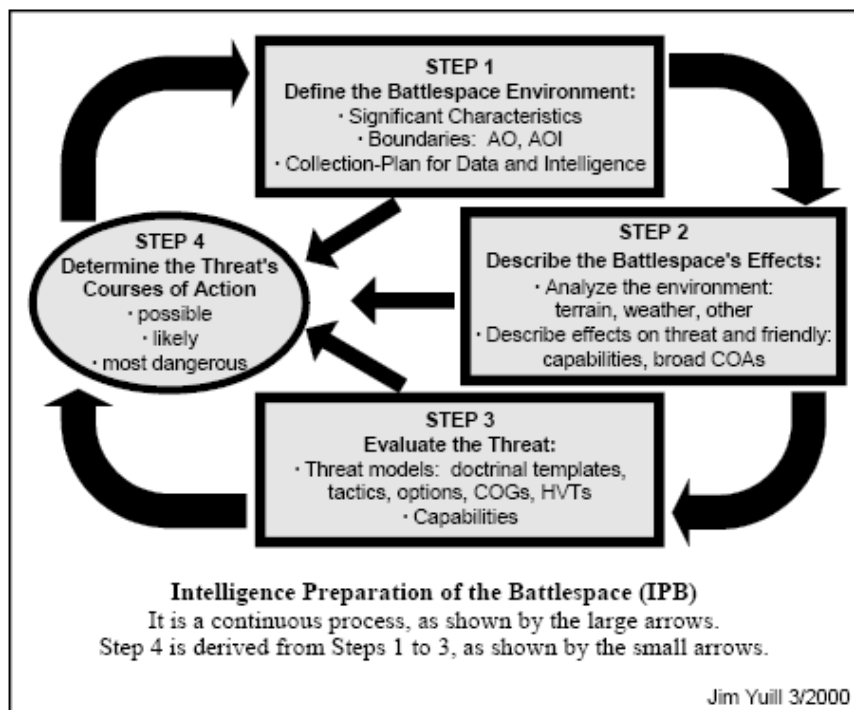 STEP 1
Define the Battlespace Environment:
· Significant Characteristics
· Boundaries: AO, AOI
· Collection-Plan for Data and Intelligence
STEP 2
Describe the Battlespace's Effects:
· Analyze the environment:
terrain, weather, other
· Describe effects on threat and friendly:
capabilities, broad COAs
STEP 3
Evaluate the Threat:
· Threat models: doctrinal templates,
tactics, options, COGs, HVTs
· Capabilities
STEP 4
Determine the Threat's
Courses of Action
· possible
· likely
· most dangerous
Intelligence Preparation of the Battlespace (IPB)
It is a continuous process, as shown by the large arrows.
Step 4 is derived from Steps 1 to 3, as shown by the small arrows.
Jim Yuill 3/2000